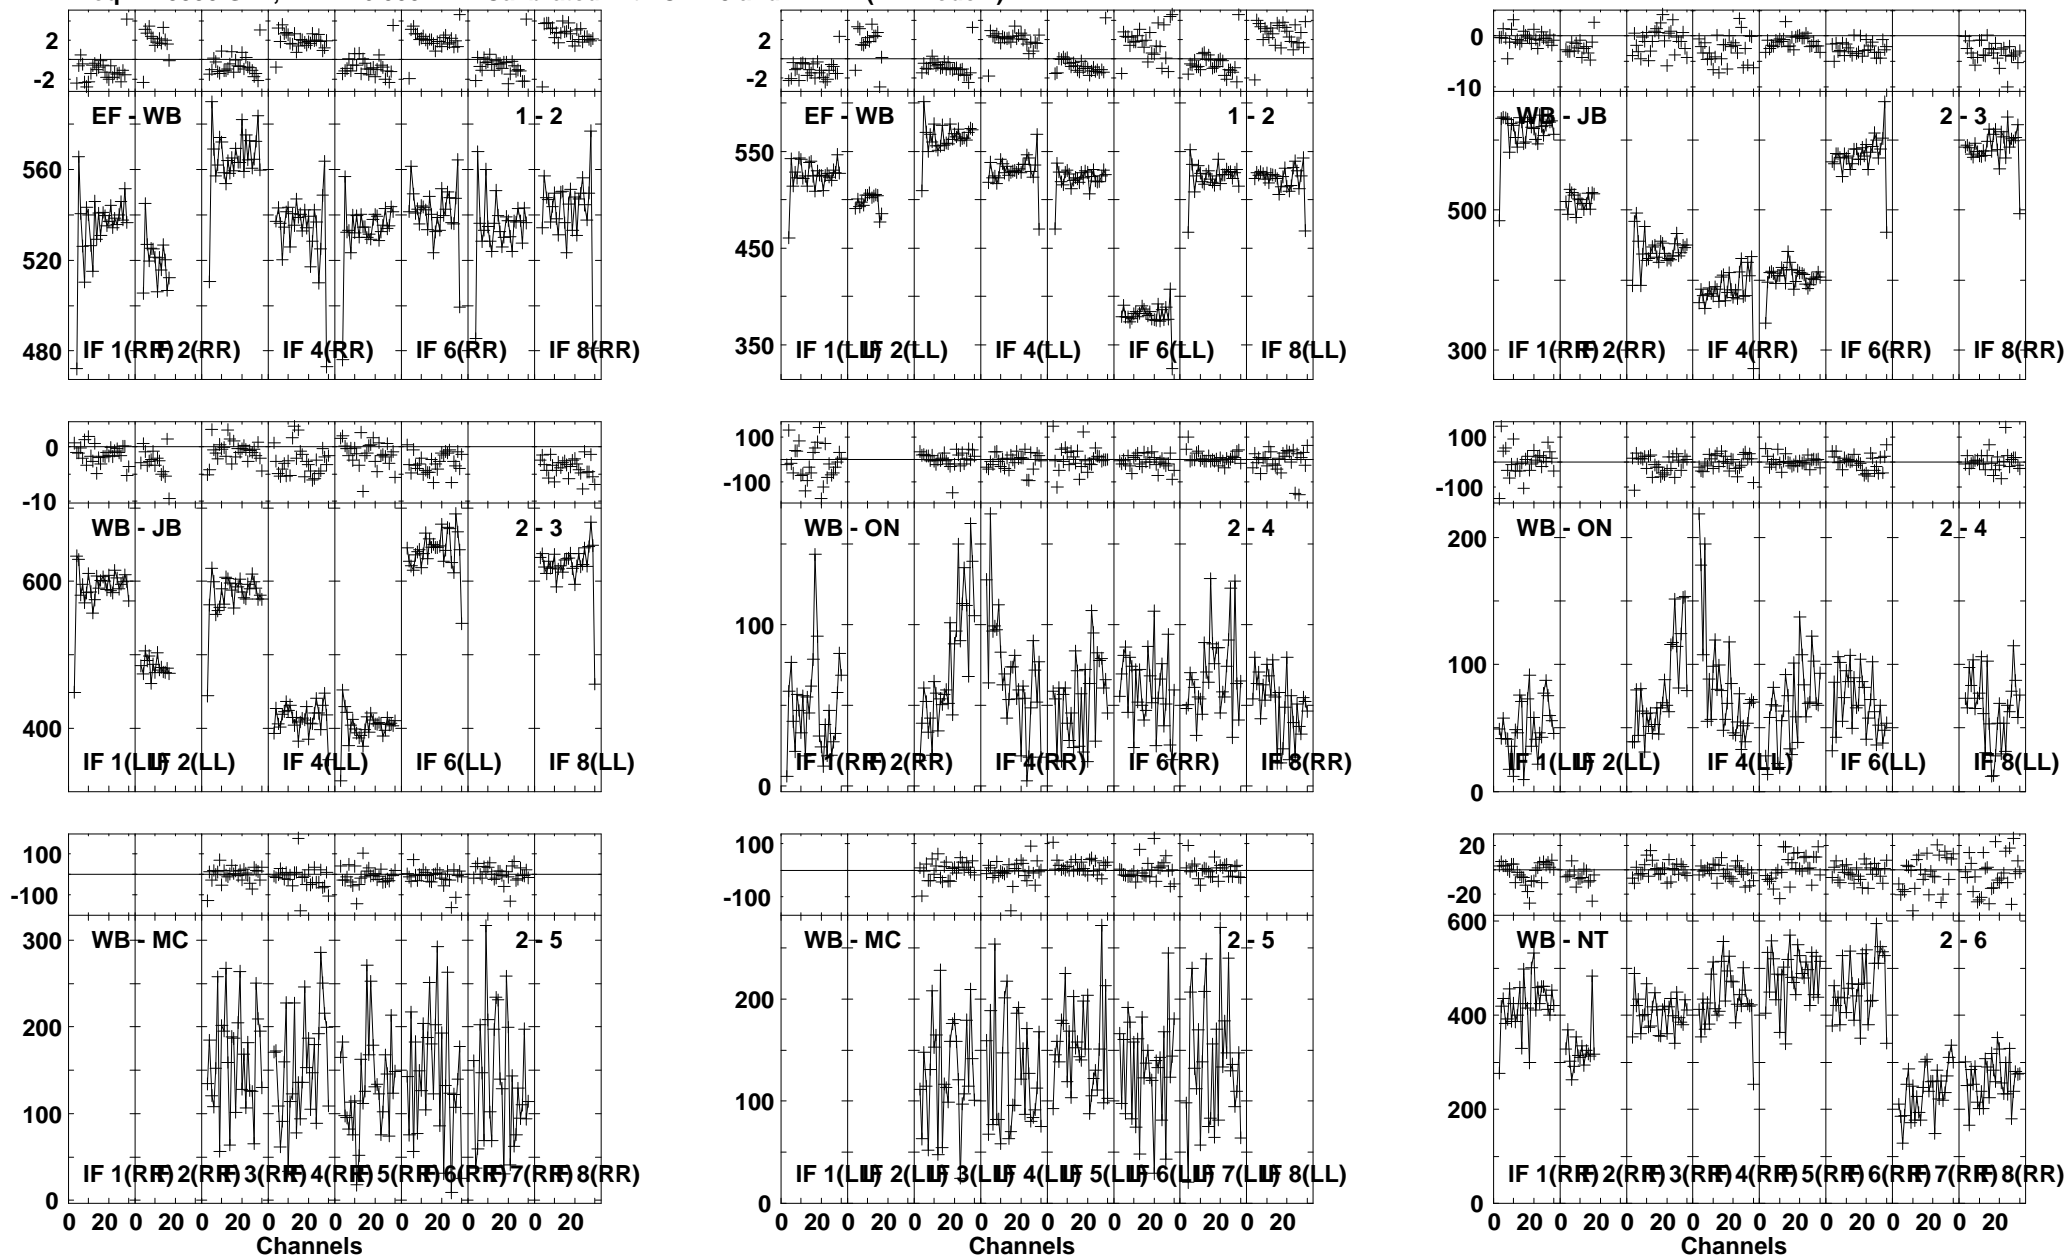 2
-2
EF - WB 1 - 2
560
520
480
IF 1(RR) IF 2(RR) IF 4(RR) IF 6(RR) IF 8(RR)
2
-2
EF - WB 1 - 2
550
450
350
IF 1(LL) IF 2(LL) IF 4(LL) IF 6(LL) IF 8(LL)
0
-10
WB - JB 2 - 3
500
300
IF 1(RR) IF 2(RR) IF 4(RR) IF 6(RR) IF 8(RR)
0
-10
WB - JB 2 - 3
600
400
IF 1(LL) IF 2(LL) IF 4(LL) IF 6(LL) IF 8(LL)
100
-100
WB - ON 2 - 4
100
0
IF 1(RR) IF 2(RR) IF 4(RR) IF 6(RR) IF 8(RR)
100
-100
WB - ON 2 - 4
200
100
0
IF 1(LL) IF 2(LL) IF 4(LL) IF 6(LL) IF 8(LL)
100
-100
WB - MC 2 - 5
300
200
100
0
IF 1(RR) IF 2(RR) IF 3(RR) IF 4(RR) IF 5(RR) IF 6(RR) IF 7(RR) IF 8(RR)
0 20 0 20 0 20 0 20 0 20 0 20 0 20 0 20
Channels
100
-100
WB - MC 2 - 5
200
100
0
IF 1(LL) IF 2(LL) IF 3(LL) IF 4(LL) IF 5(LL) IF 6(LL) IF 7(LL) IF 8(LL)
0 20 0 20 0 20 0 20 0 20 0 20 0 20 0 20
Channels
20
-20
WB - NT 2 - 6
600
400
200
0
IF 1(RR) IF 2(RR) IF 3(RR) IF 4(RR) IF 5(RR) IF 6(RR) IF 7(RR) IF 8(RR)
0 20 0 20 0 20 0 20 0 20 0 20 0 20 0 20
Channels